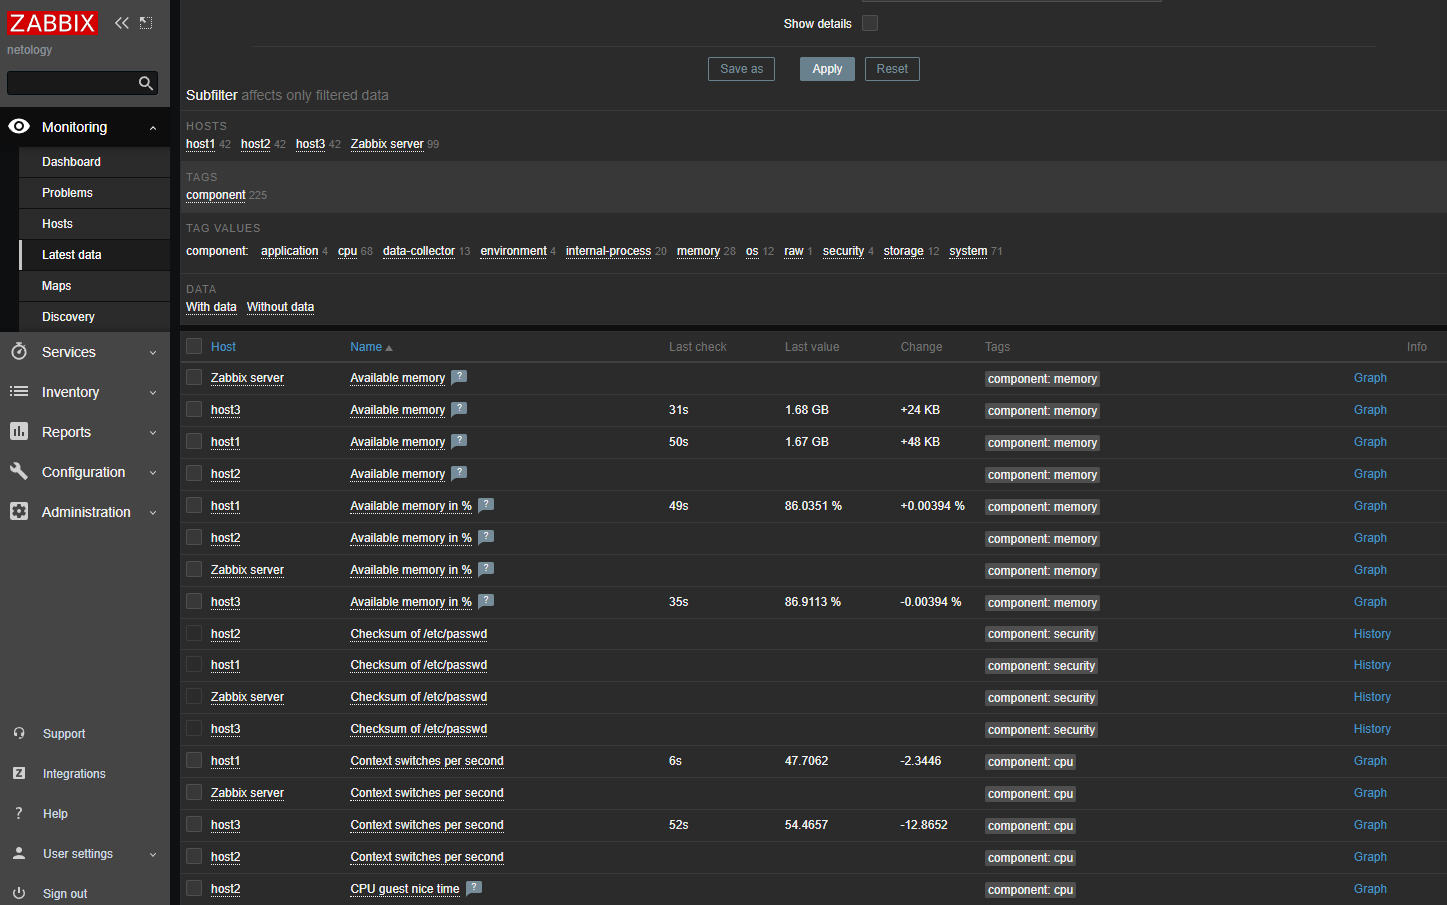 ZABBIX
netology
Monitoring
Dashboard
Problems
Hosts
Latest data
Maps
Discovery
Services
Inventory
Reports
Configuration
Administration
Support
Z Integrations
? Help
User settings
Sign out
Show details
Save as Apply Reset
Subfilter affects only filtered data
HOSTS
host1 42 host2 42 host3 42 Zabbix server 99
TAGS
component 225
TAG VALUES
component: application 4 cpu 68 data-collector 13 environment 4 internal-process 20 memory 28 os 12 raw 1 security 4 storage 12 system 71
DATA
With data Without data
Host Name Last check Last value Change Tags Info
Zabbix server Available memory ? component: memory Graph
host3 Available memory ? 31s 1.68 GB +24 KB component: memory Graph
host1 Available memory ? 50s 1.67 GB +48 KB component: memory Graph
host2 Available memory ? component: memory Graph
host1 Available memory in % ? 49s 86.0351 % +0.00394 % component: memory Graph
host2 Available memory in % ? component: memory Graph
Zabbix server Available memory in % ? component: memory Graph
host3 Available memory in % ? 35s 86.9113 % -0.00394 % component: memory Graph
host2 Checksum of /etc/passwd component: security History
host1 Checksum of /etc/passwd component: security History
Zabbix server Checksum of /etc/passwd component: security History
host3 Checksum of /etc/passwd component: security History
host1 Context switches per second 6s 47.7062 -2.3446 component: cpu Graph
Zabbix server Context switches per second component: cpu Graph
host3 Context switches per second 52s 54.4657 -12.8652 component: cpu Graph
host2 Context switches per second component: cpu Graph
host2 CPU guest nice time ? component: cpu Graph